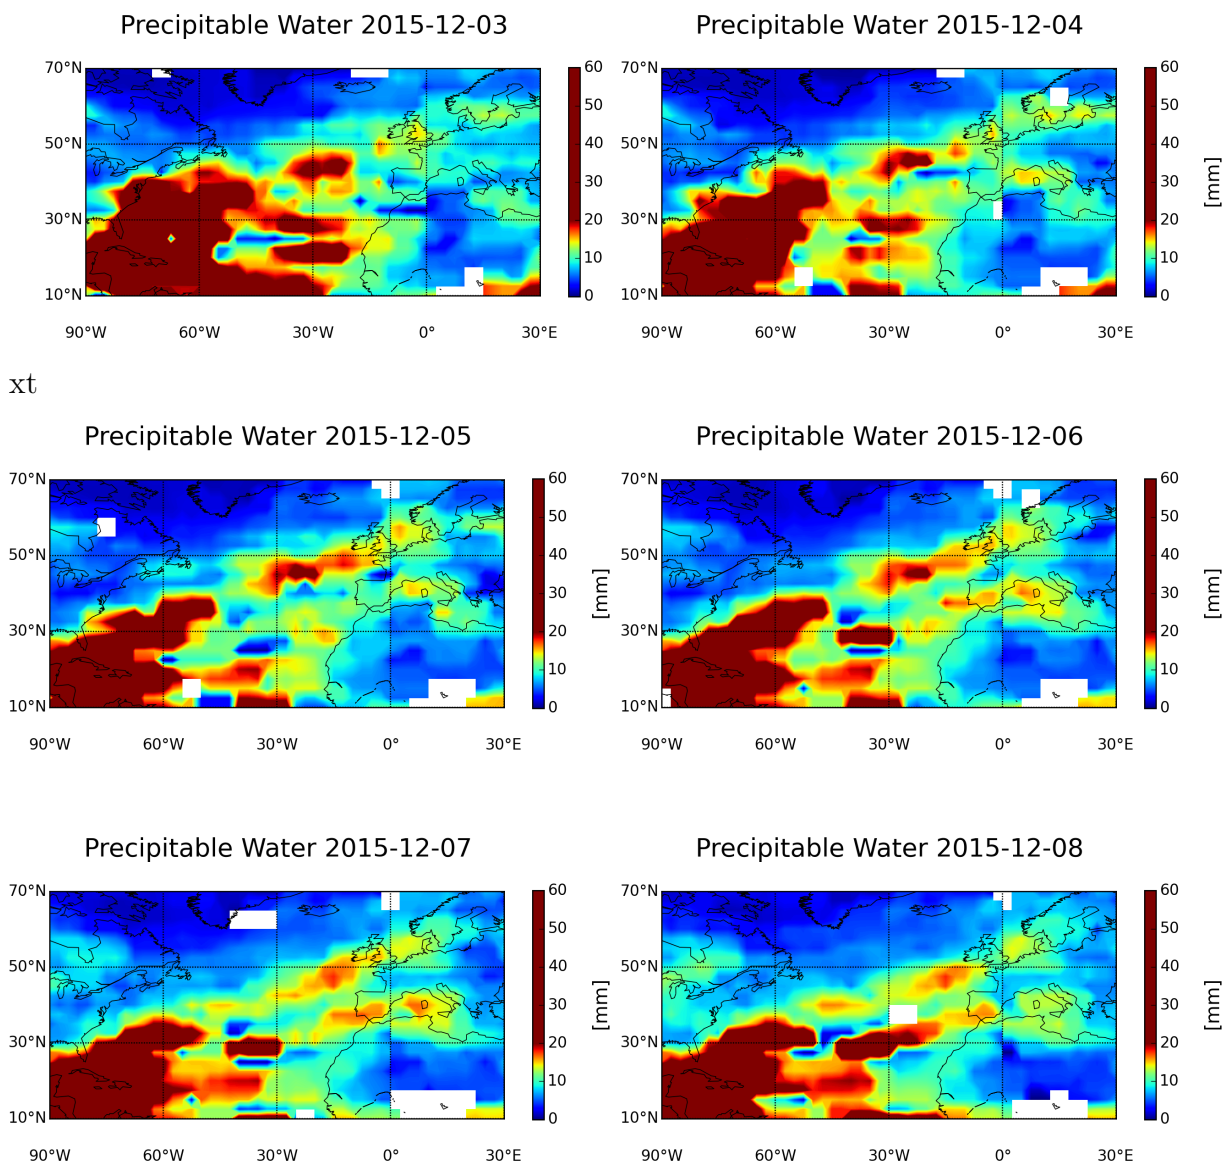 Precipitable Water 2015-12-03
Precipitable Water 2015-12-04
70°N
50°N
30°N
10°N
90°W 60°W 30°W 0° 30°E
60
50
40
30
20
10
0
70°N
50°N
30°N
10°N
90°W 60°W 30°W 0° 30°E
60
50
40
30
20
10
0
[mm]
xt
Precipitable Water 2015-12-05
Precipitable Water 2015-12-06
70°N
50°N
30°N
10°N
90°W 60°W 30°W 0° 30°E
60
50
40
30
20
10
0
[mm]
70°N
50°N
30°N
10°N
90°W 60°W 30°W 0° 30°E
60
50
40
30
20
10
0
[mm]
Precipitable Water 2015-12-07
Precipitable Water 2015-12-08
70°N
50°N
30°N
10°N
90°W 60°W 30°W 0° 30°E
60
50
40
30
20
10
0
[mm]
70°N
50°N
30°N
10°N
90°W 60°W 30°W 0° 30°E
60
50
40
30
20
10
0
[mm]